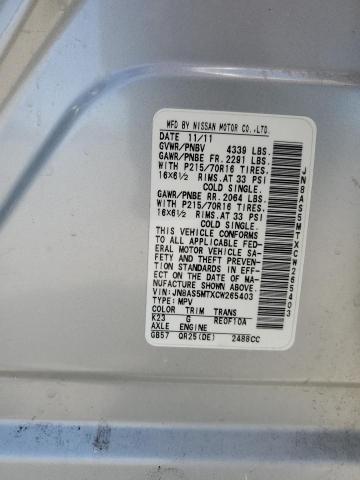 MFD BY NISSAN MOTOR CO.,LTD.
DATE 11/11
GVWR/PNBV 4339 LBS.
GAWR/PNBE FR. 2291 LBS.
WITH P215/70R16 TIRES,
16X6½ RIMS. AT 33 PSI
COLD SINGLE.
GAWR/PNBE RR. 2064 LBS.
WITH P215/70R16 TIRES,
16X6½ RIMS. AT 33 PSI
COLD SINGLE.
THIS VEHICLE CONFORMS
TO ALL APPLICABLE FED-
ERAL MOTOR VEHICLE SA-
FETY AND THEFT PREVEN-
TION STANDARDS IN EFF-
ECT ON THE DATE OF MA-
NUFACTURE SHOWN ABOVE.
VIN:JN8AS5MTXCW265403
TYPE: MPV
COLOR TRIM TRANS
K23 G RE0F10A
AXLE ENGINE
GB57 QR25(DE) 2488CC
JN8AS5MTXCW265403